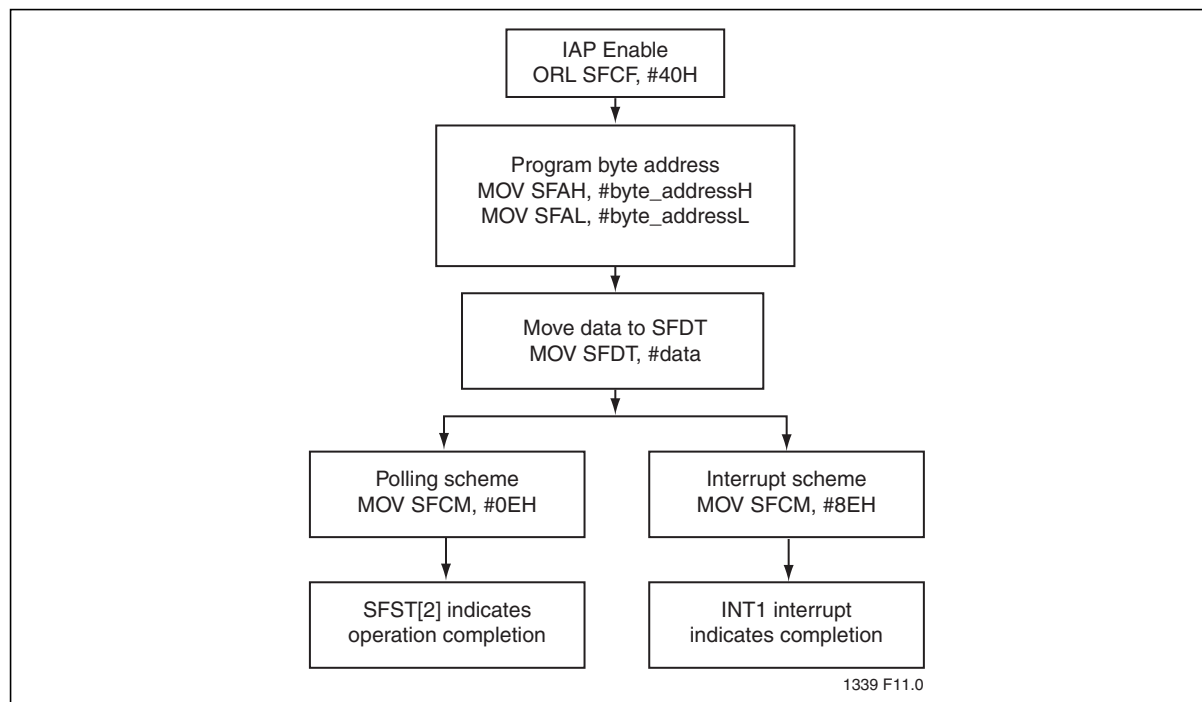 IAP Enable
ORL SFCF, #40H
Program byte address
MOV SFAH, #byte_addressH
MOV SFAL, #byte_addressL
Move data to SFDT
MOV SFDT, #data
Polling scheme
MOV SFCM, #0EH
Interrupt scheme
MOV SFCM, #8EH
SFST[2] indicates
operation completion
INT1 interrupt
indicates completion
1339 F11.0